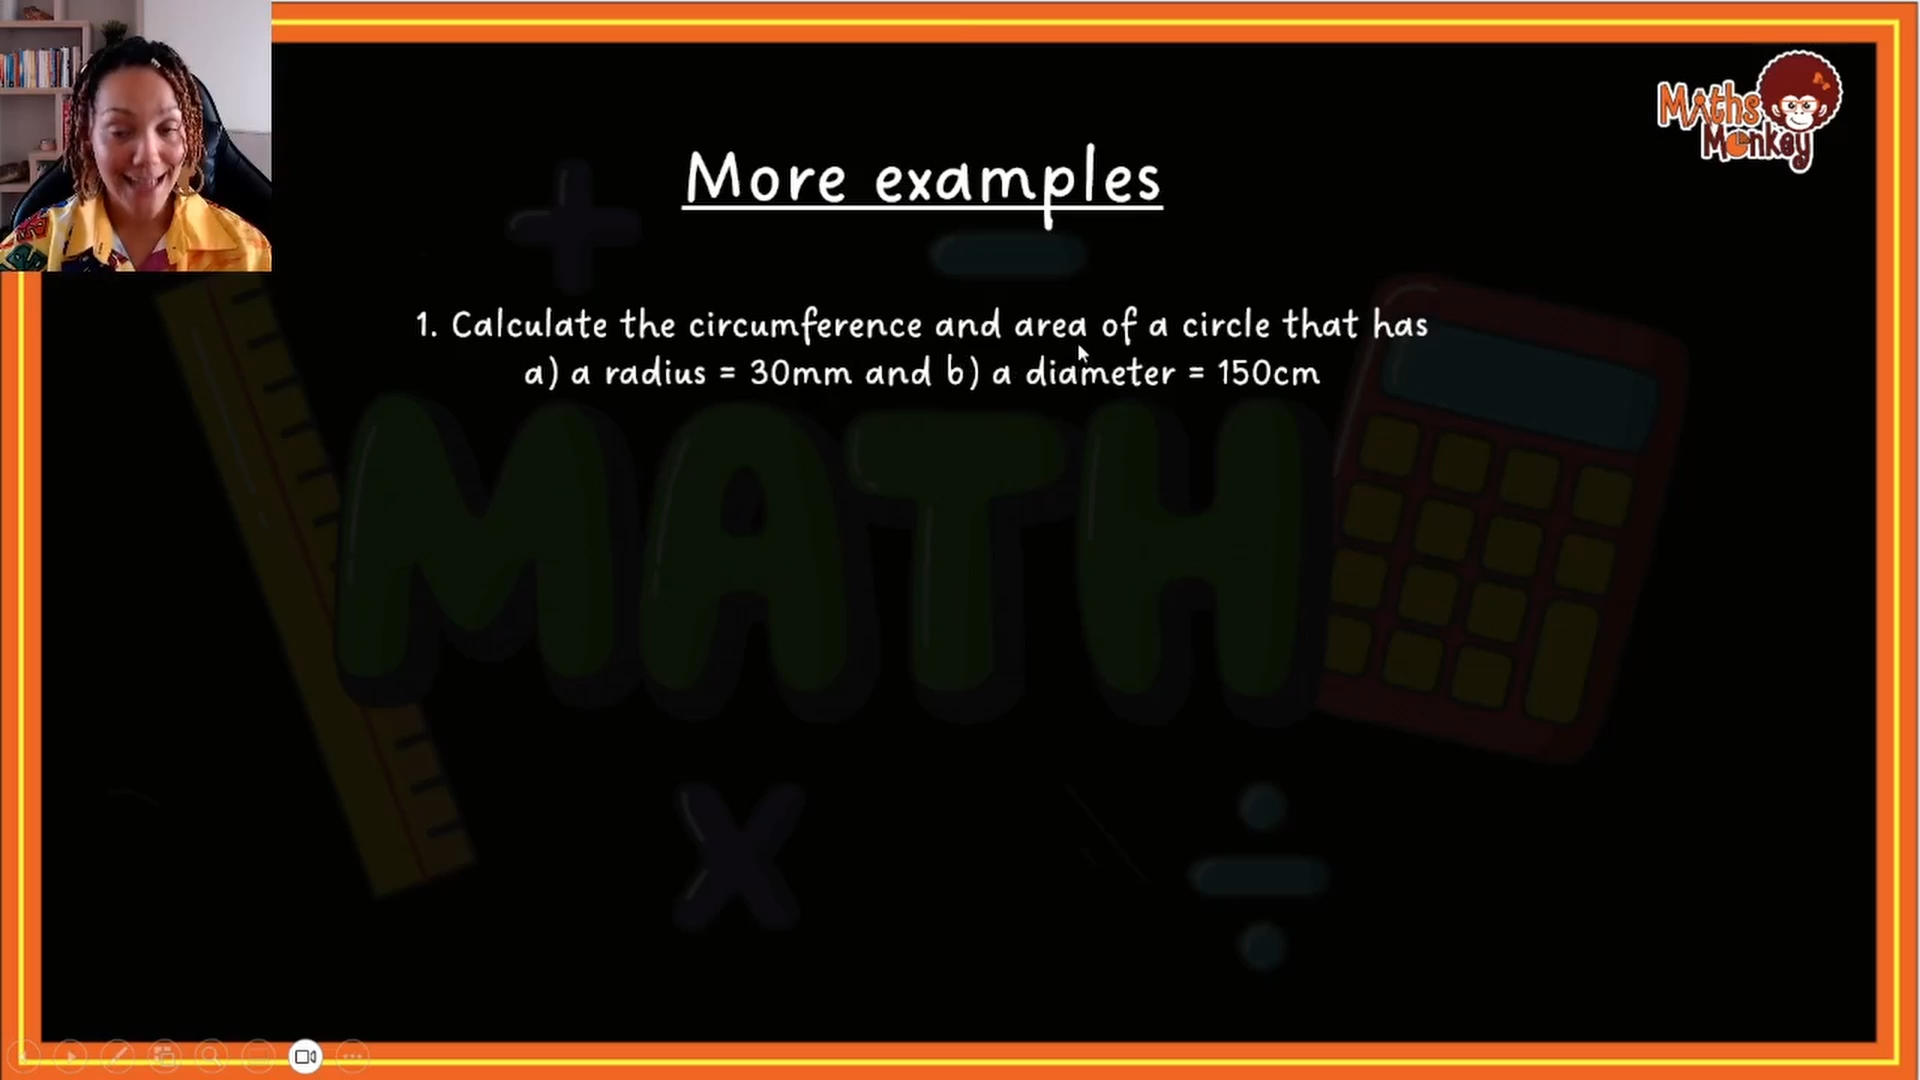 Maths
Monkey
More examples
1. Calculate the circumference and area of a circle that has
a) a radius = 30mm and b) a diameter = 150cm
MATH